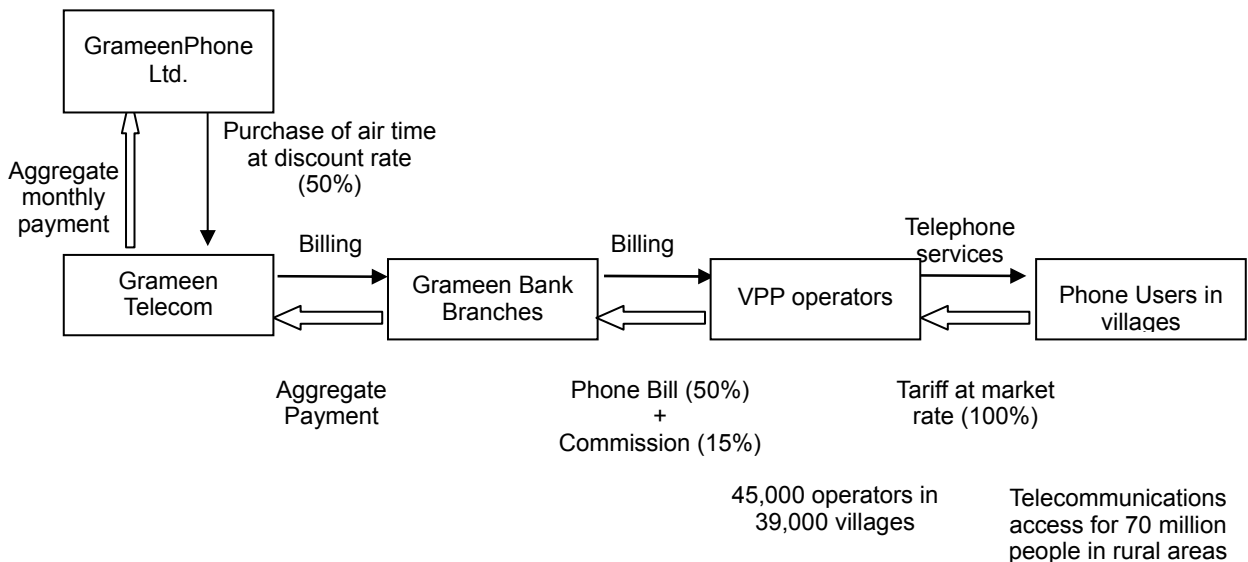 GrameenPhone
Ltd.
Purchase of air time
at discount rate
(50%)
Aggregate
monthly
payment
Grameen
Telecom
Billing
Grameen Bank
Branches
Billing
VPP operators
Telephone
services
Phone Users in
villages
Aggregate
Payment
Phone Bill (50%)
+
Commission (15%)
Tariff at market
rate (100%)
45,000 operators in
39,000 villages
Telecommunications
access for 70 million
people in rural areas